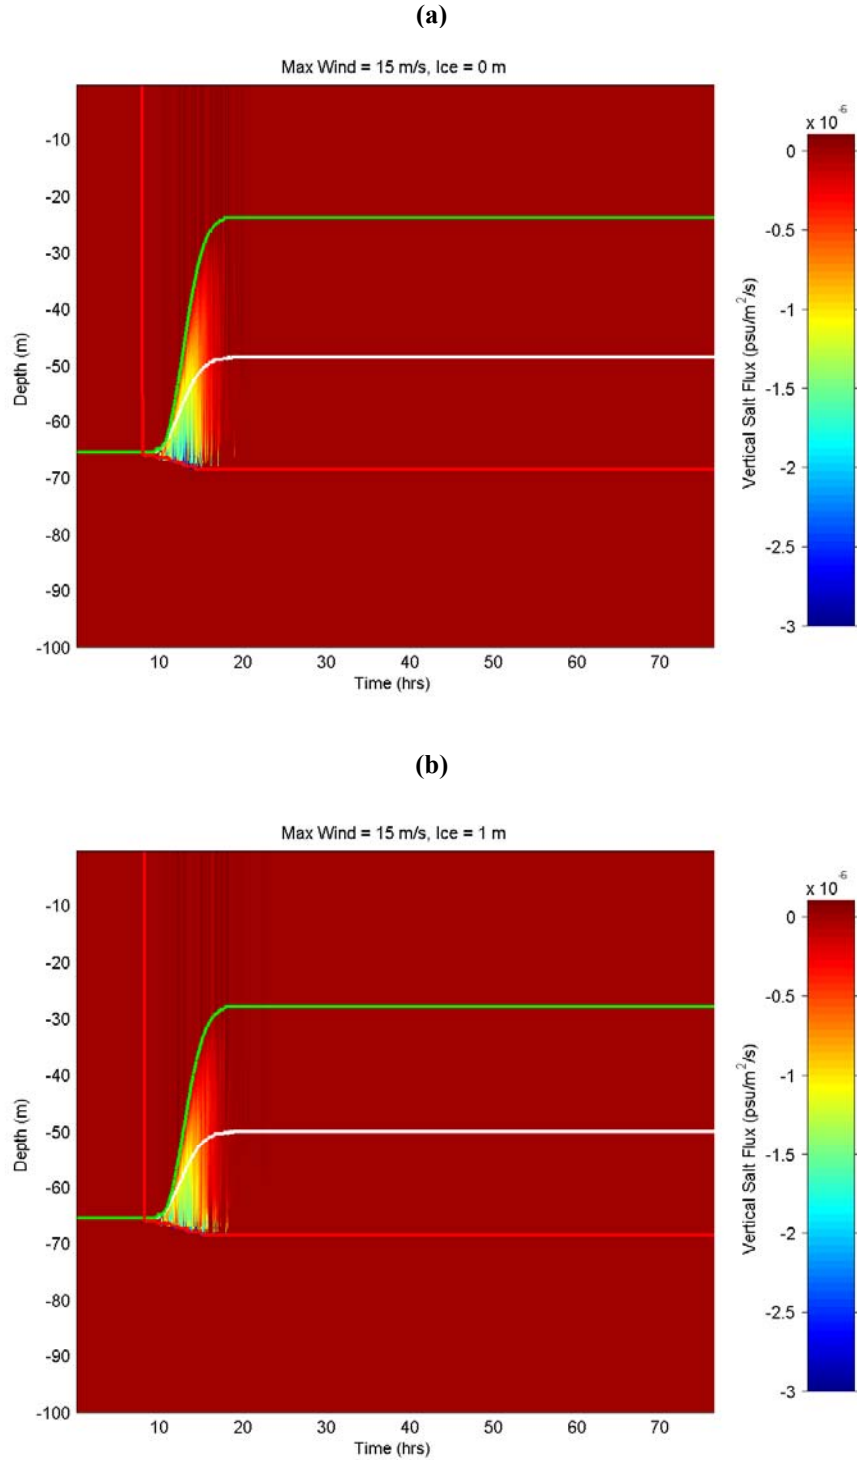 (a)
Max Wind = 15 m/s, Ice = 0 m
x 10^-6
0
-0.5
-1
-1.5
-2
-2.5
-3
Vertical Salt Flux (psu/m^2/s)
-10
-20
-30
-40
-50
-60
-70
-80
-90
-100
Depth (m)
10 20 30 40 50 60 70
Time (hrs)
(b)
Max Wind = 15 m/s, Ice = 1 m
x 10^-6
0
-0.5
-1
-1.5
-2
-2.5
-3
Vertical Salt Flux (psu/m^2/s)
-10
-20
-30
-40
-50
-60
-70
-80
-90
-100
Depth (m)
10 20 30 40 50 60 70
Time (hrs)